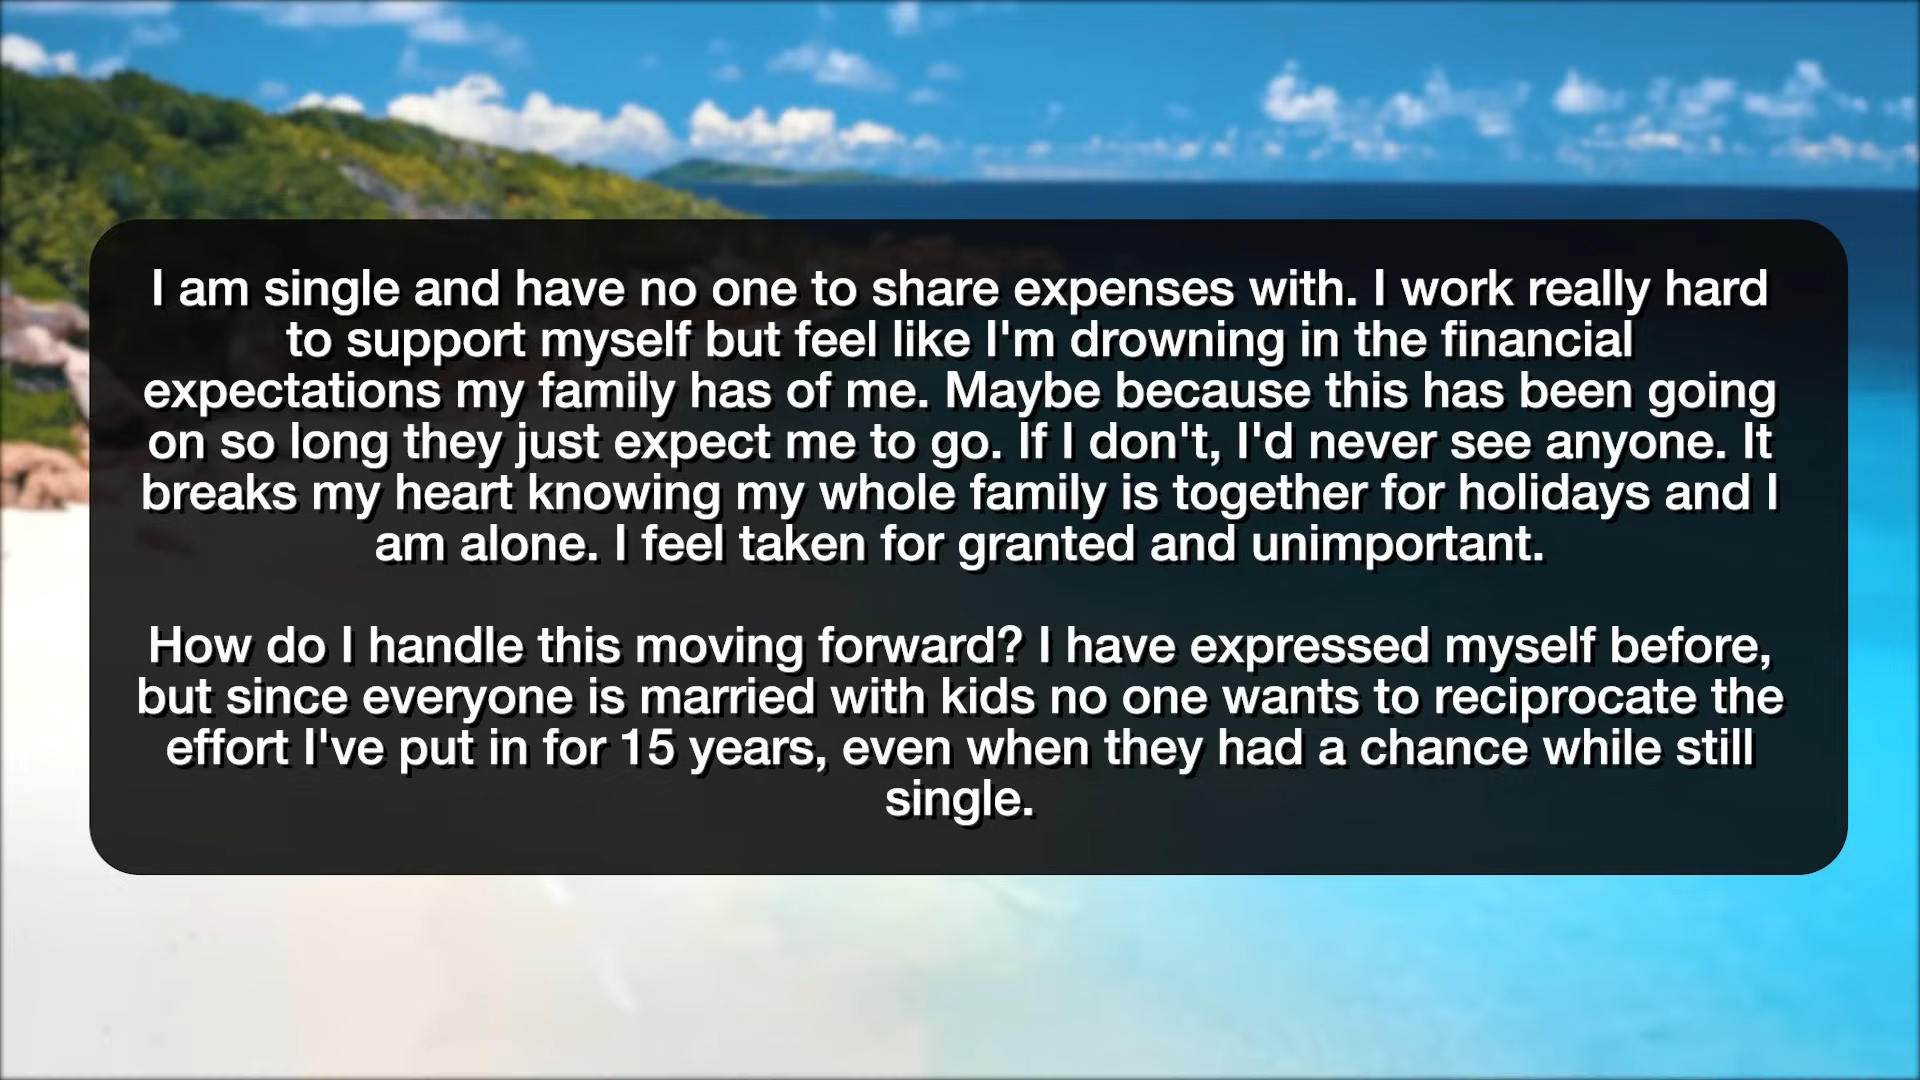 I am single and have no one to share expenses with. I work really hard
to support myself but feel like I'm drowning in the financial
expectations my family has of me. Maybe because this has been going
on so long they just expect me to go. If I don't, I'd never see anyone. It
breaks my heart knowing my whole family is together for holidays and I
am alone. I feel taken for granted and unimportant.
How do I handle this moving forward? I have expressed myself before,
but since everyone is married with kids no one wants to reciprocate the
effort I've put in for 15 years, even when they had a chance while still
single.